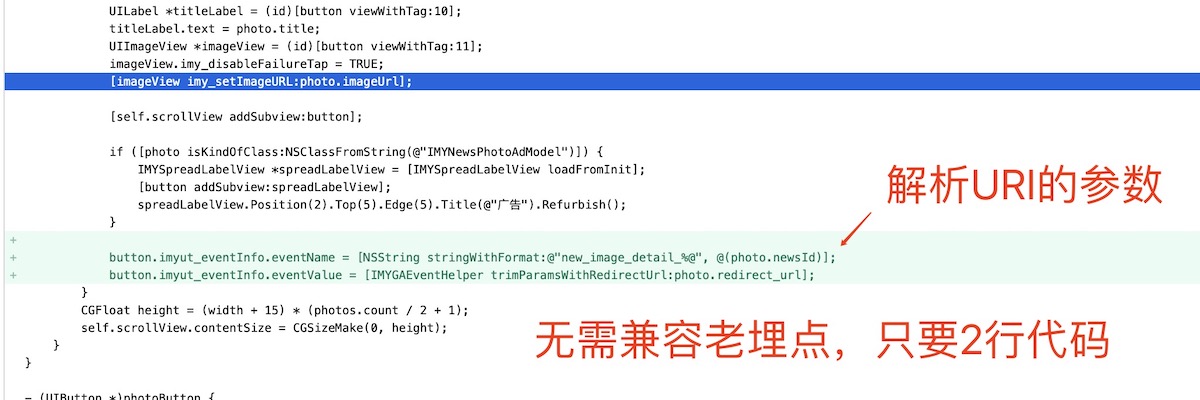 UILabel *titleLabel = (id)[button viewWithTag:10];
titleLabel.text = photo.title;
UIImageView *imageView = (id)[button viewWithTag:11];
imageView.imy_disableFailureTap = TRUE;
[imageView imy_setImageURL:photo.imageUrl];
[self.scrollView addSubview:button];
if ([photo isKindOfClass:NSClassFromString(@"IMYNewsPhotoAdModel")]) {
IMYSpreadLabelView *spreadLabelView = [IMYSpreadLabelView loadFromInit];
[button addSubview:spreadLabelView];
spreadLabelView.Position(2).Top(5).Edge(5).Title(@"广告").Refurbish();
}
解析URI的参数
+
+ button.imyut_eventInfo.eventName = [NSString stringWithFormat:@"new_image_detail_%@", @(photo.newsId)];
+ button.imyut_eventInfo.eventValue = [IMYGAEventHelper trimParamsWithRedirectUrl:photo.redirect_url];
}
CGFloat height = (width + 15) * (photos.count / 2 + 1);
self.scrollView.contentSize = CGSizeMake(0, height);
}
}
无需兼容老埋点，只要2行代码
- (UIButton *)photoButton {